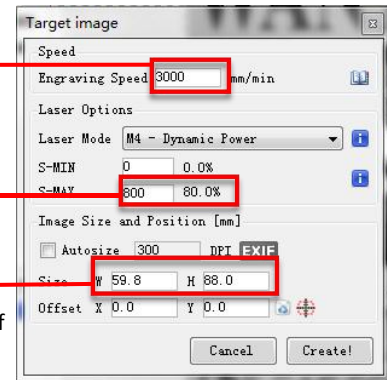 Target image
Speed
Engraving Speed 3000 mm/min
Laser Options
Laser Mode M4 - Dynamic Power
S-MIN 0 0.0%
S-MAX 800 80.0%
Image Size and Position [mm]
Autosize 300 DPI EXIF
Size W 59.8 H 88.0
Offset X 0.0 Y 0.0
Cancel Create!